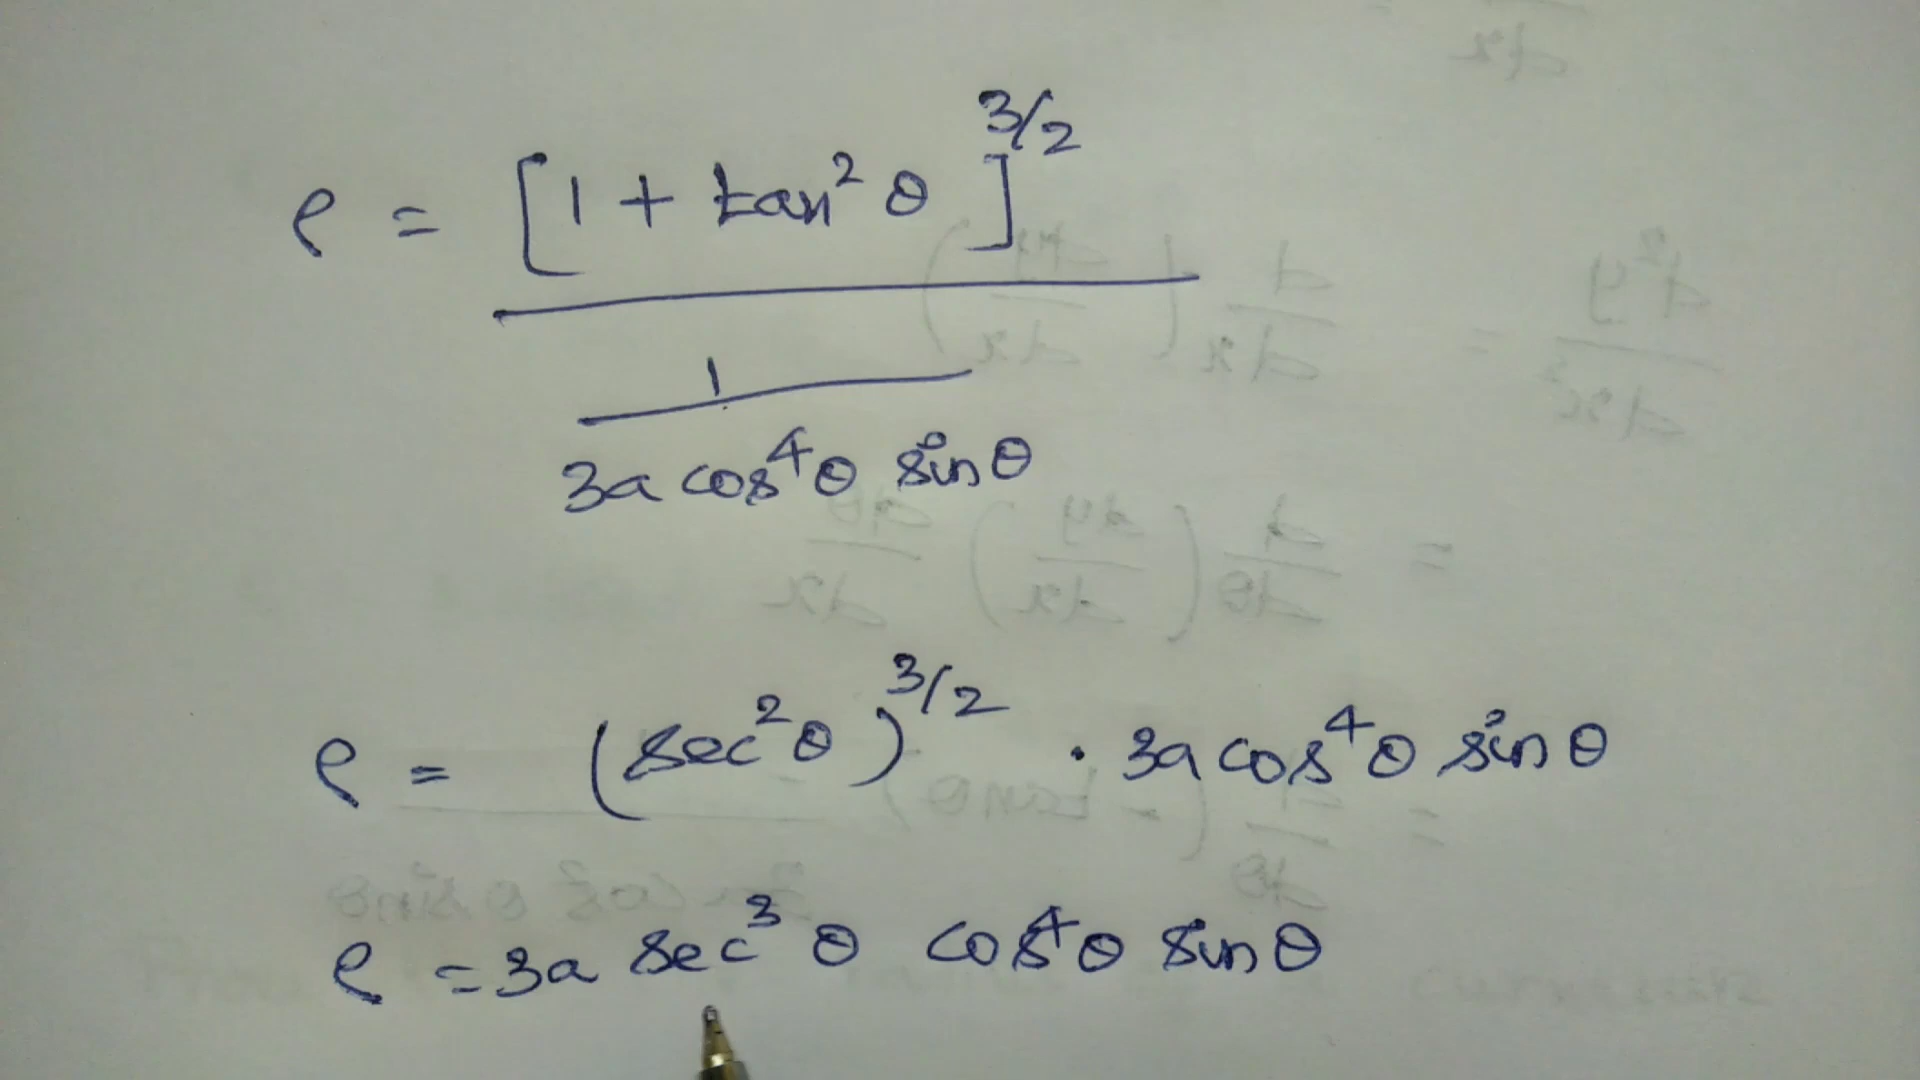 ρ = [1 + tan²θ]^3/2
1
3a cos⁴θ sinθ
ρ = (sec²θ)^3/2 · 3a cos⁴θ sinθ
ρ = 3a sec³θ cos⁴θ sinθ